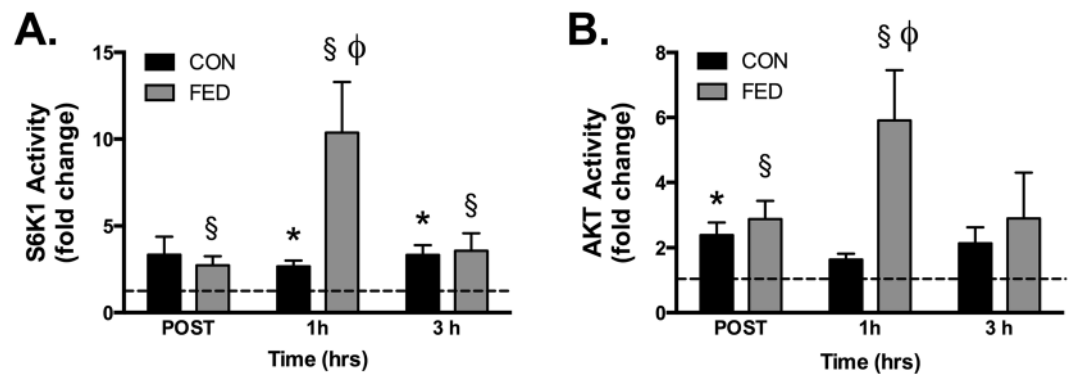 A.
S6K1 Activity
(fold change)
15
10
5
0
CON
FED
§
*
§ ϕ
*
§
POST
1h
3 h
Time (hrs)
B.
AKT Activity
(fold change)
8
6
4
2
0
CON
FED
*
§
§ ϕ
POST
1h
3 h
Time (hrs)